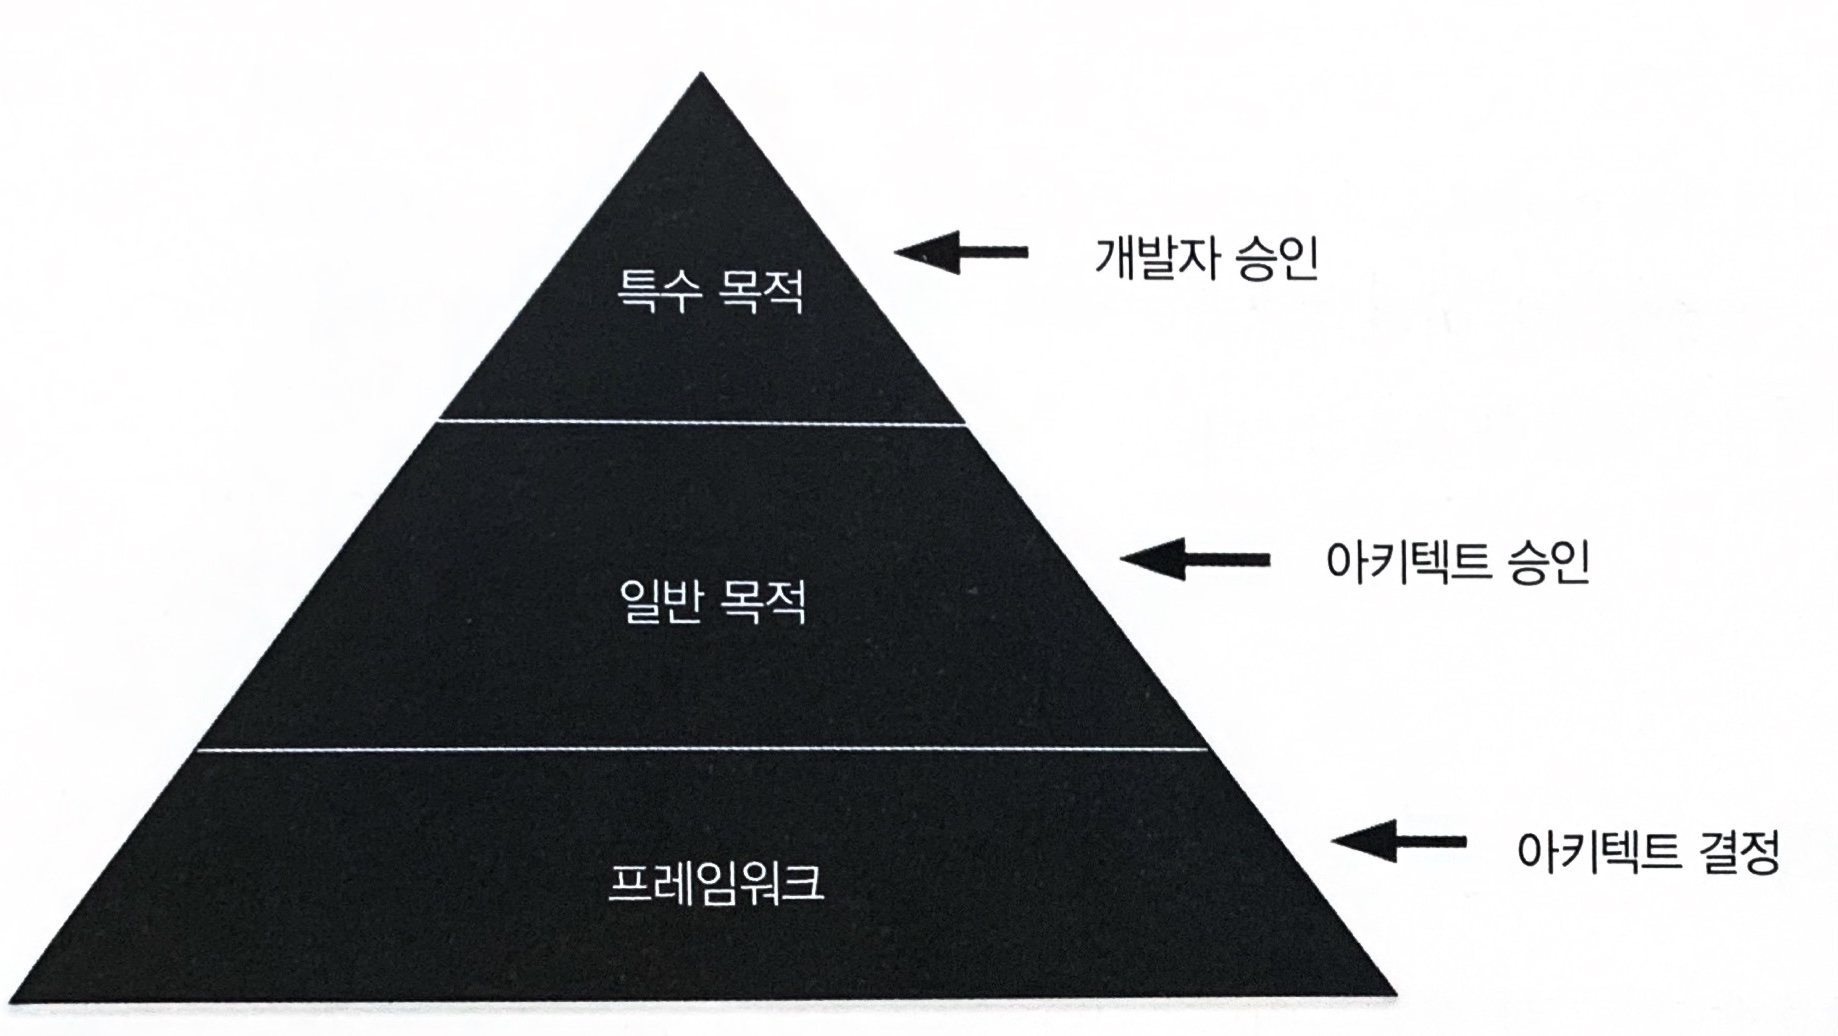 특수 목적
개발자 승인
일반 목적
아키텍트 승인
프레임워크
아키텍트 결정